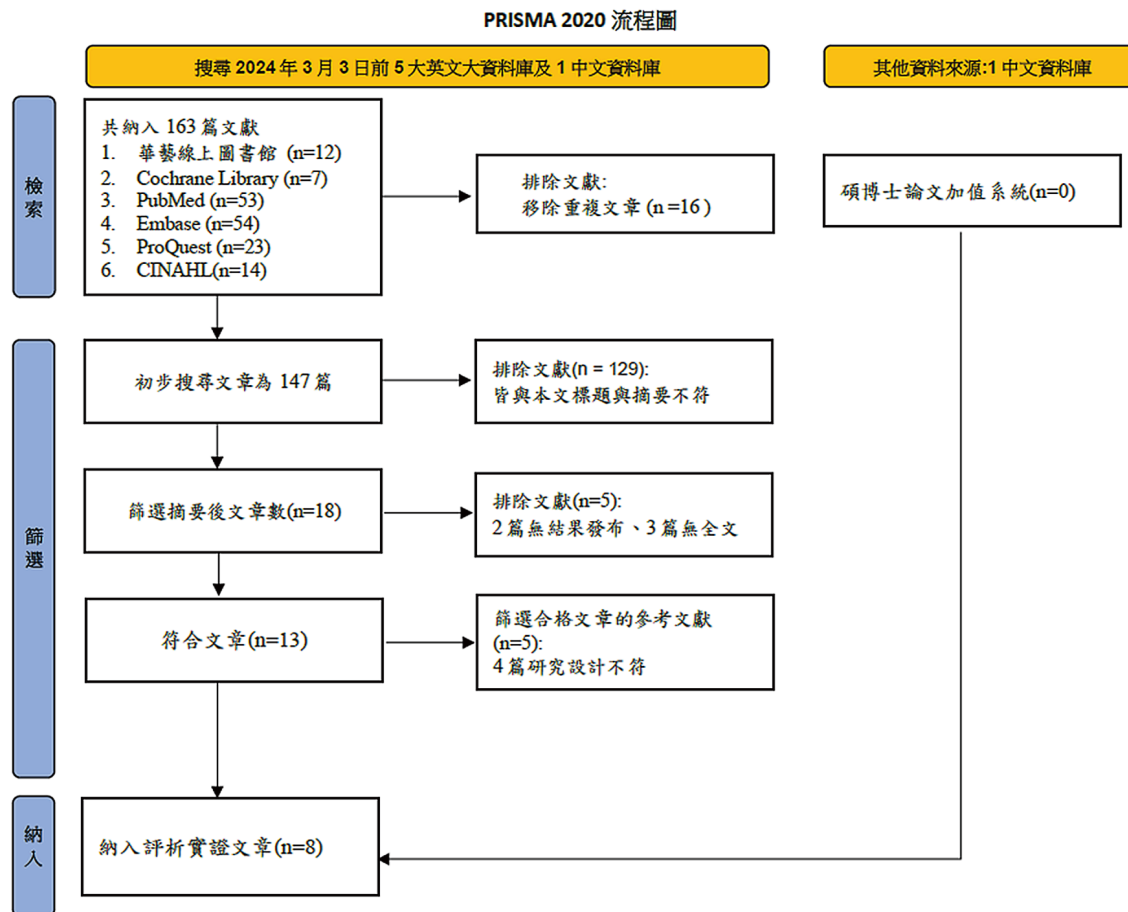 PRISMA 2020 流程圖
搜尋 2024 年 3 月 3 日前 5 大英文大資料庫及 1 中文資料庫
其他資料來源:1 中文資料庫
檢索
共納入 163 篇文獻
1. 華藝線上圖書館 (n=12)
2. Cochrane Library (n=7)
3. PubMed (n=53)
4. Embase (n=54)
5. ProQuest (n=23)
6. CINAHL(n=14)
排除文獻:
移除重複文章 (n =16 )
碩博士論文加值系統(n=0)
篩選
初步搜尋文章為 147 篇
排除文獻(n = 129):
皆與本文標題與摘要不符
篩選摘要後文章數(n=18)
排除文獻(n=5):
2 篇無結果發布、3 篇無全文
符合文章(n=13)
篩選合格文章的參考文獻
(n=5):
4 篇研究設計不符
納入
納入評析實證文章(n=8)